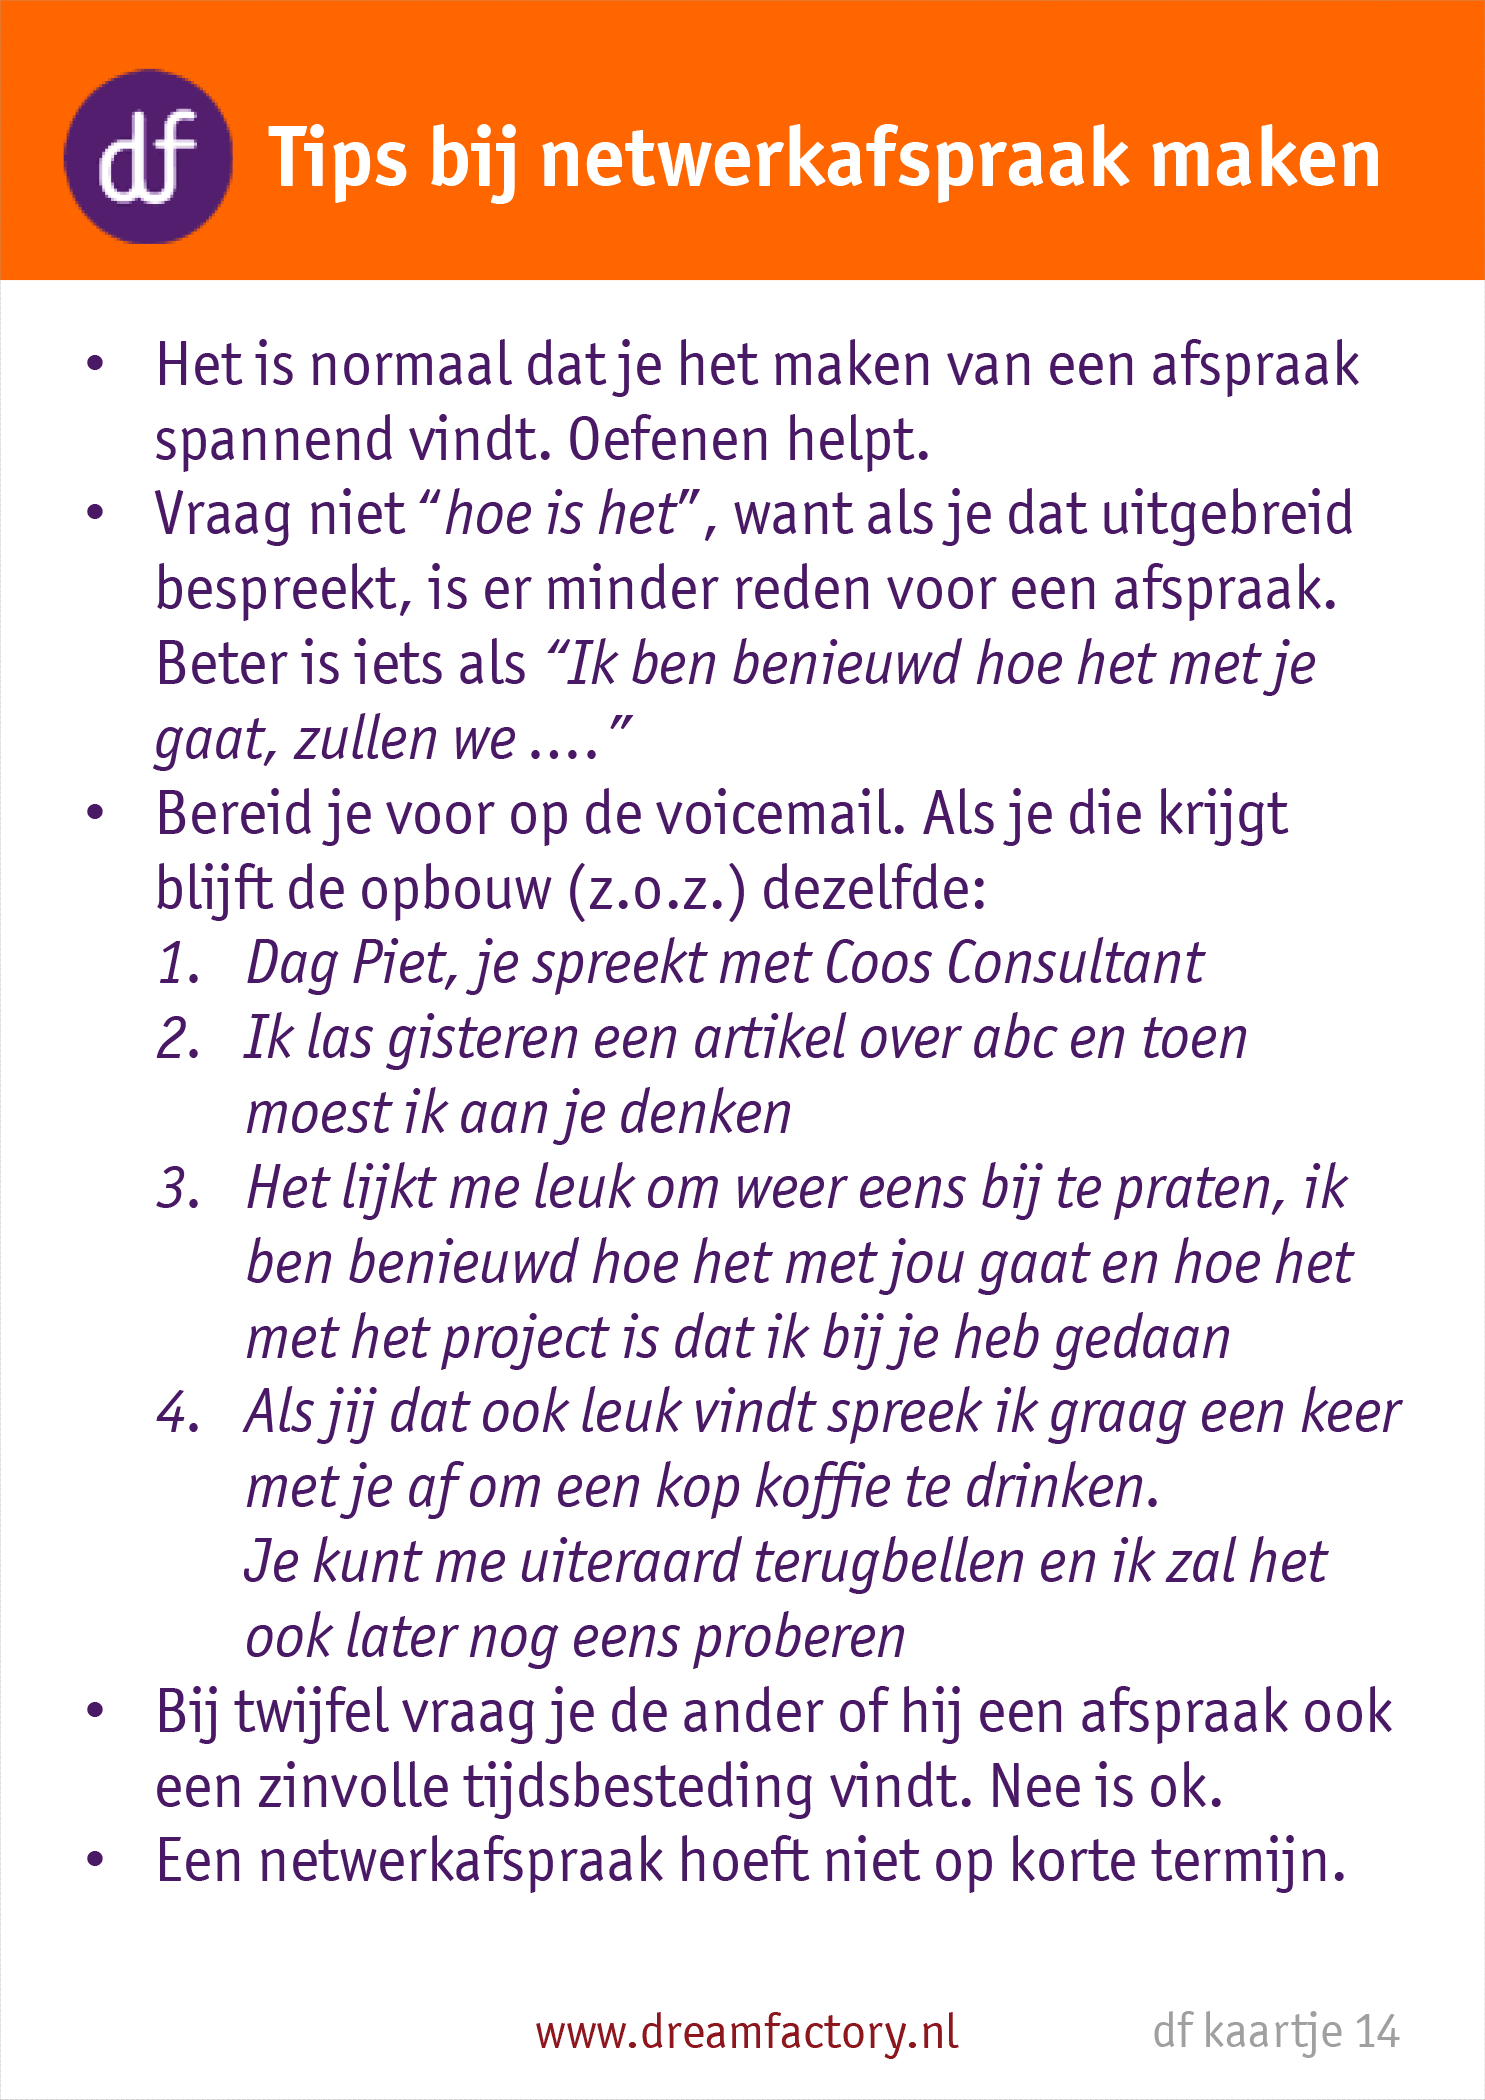 df
Tips bij netwerkafspraak maken
• Het is normaal dat je het maken van een afspraak
spannend vindt. Oefenen helpt.
• Vraag niet “hoe is het”, want als je dat uitgebreid
bespreekt, is er minder reden voor een afspraak.
Beter is iets als “Ik ben benieuwd hoe het met je
gaat, zullen we ....”
• Bereid je voor op de voicemail. Als je die krijgt
blijft de opbouw (z.o.z.) dezelfde:
1. Dag Piet, je spreekt met Coos Consultant
2. Ik las gisteren een artikel over abc en toen
moest ik aan je denken
3. Het lijkt me leuk om weer eens bij te praten, ik
ben benieuwd hoe het met jou gaat en hoe het
met het project is dat ik bij je heb gedaan
4. Als jij dat ook leuk vindt spreek ik graag een keer
met je af om een kop koffie te drinken.
Je kunt me uiteraard terugbellen en ik zal het
ook later nog eens proberen
• Bij twijfel vraag je de ander of hij een afspraak ook
een zinvolle tijdsbesteding vindt. Nee is ok.
• Een netwerkafspraak hoeft niet op korte termijn.
www.dreamfactory.nl
df kaartje 14